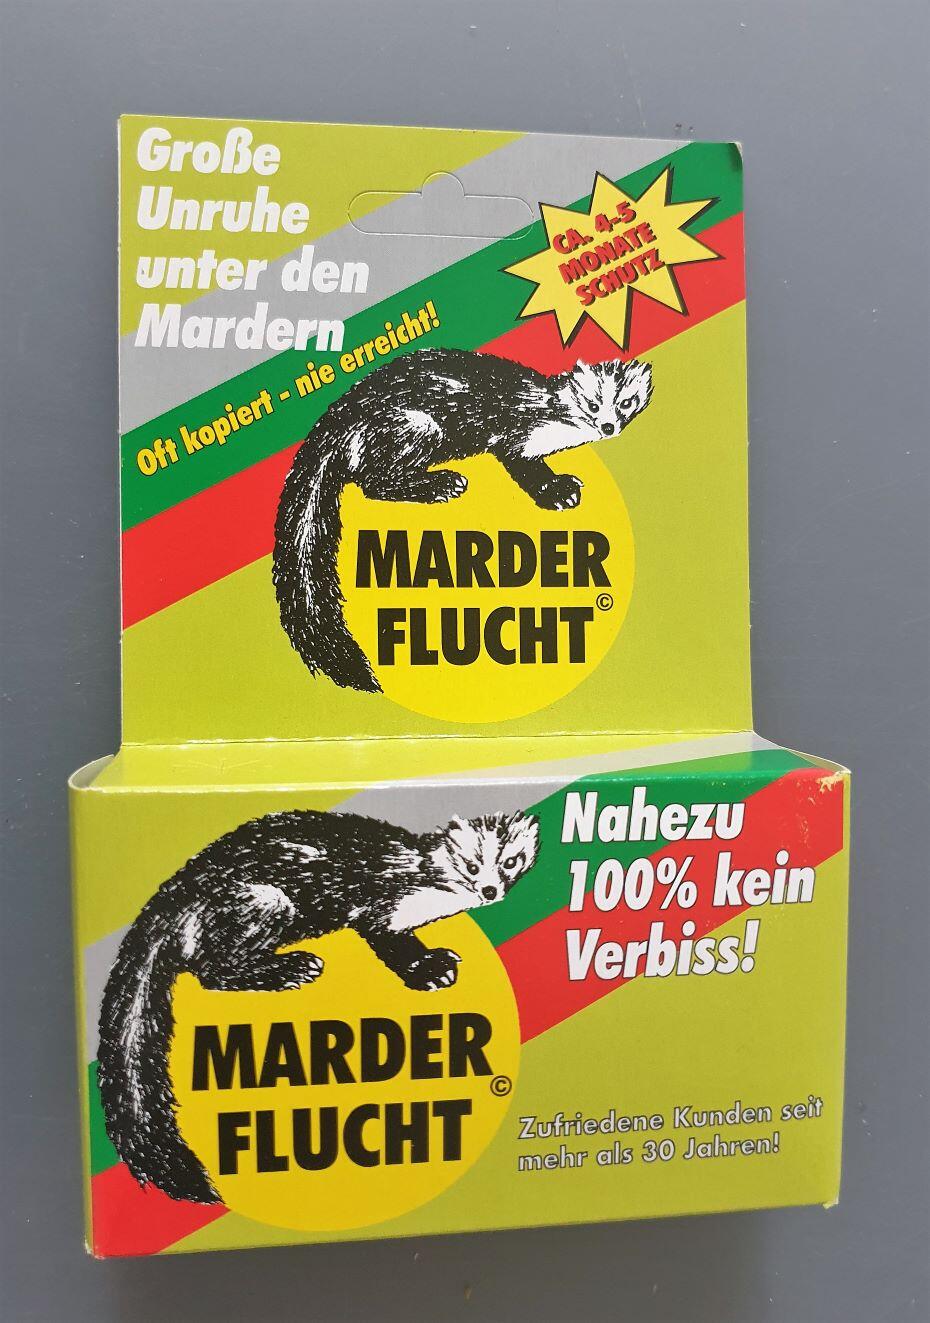 Große
Unruhe
unter den
Mardern
CA. 4-5
MONATE
SCHUTZ
Oft kopiert - nie erreicht!
MARDER
FLUCHT©
Nahezu
100% kein
Verbiss!
MARDER
FLUCHT©
Zufriedene Kunden seit
mehr als 30 Jahren!